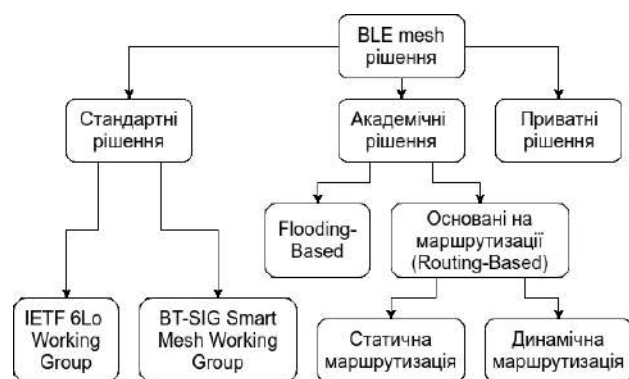 BLE mesh
рішення
Стандартні
рішення
Академічні
рішення
Приватні
рішення
Flooding-
Based
Основані на
маршрутизації
(Routing-Based)
IETF 6Lo
Working
Group
BT-SIG Smart
Mesh Working
Group
Статична
маршрутизація
Динамічна
маршрутизація